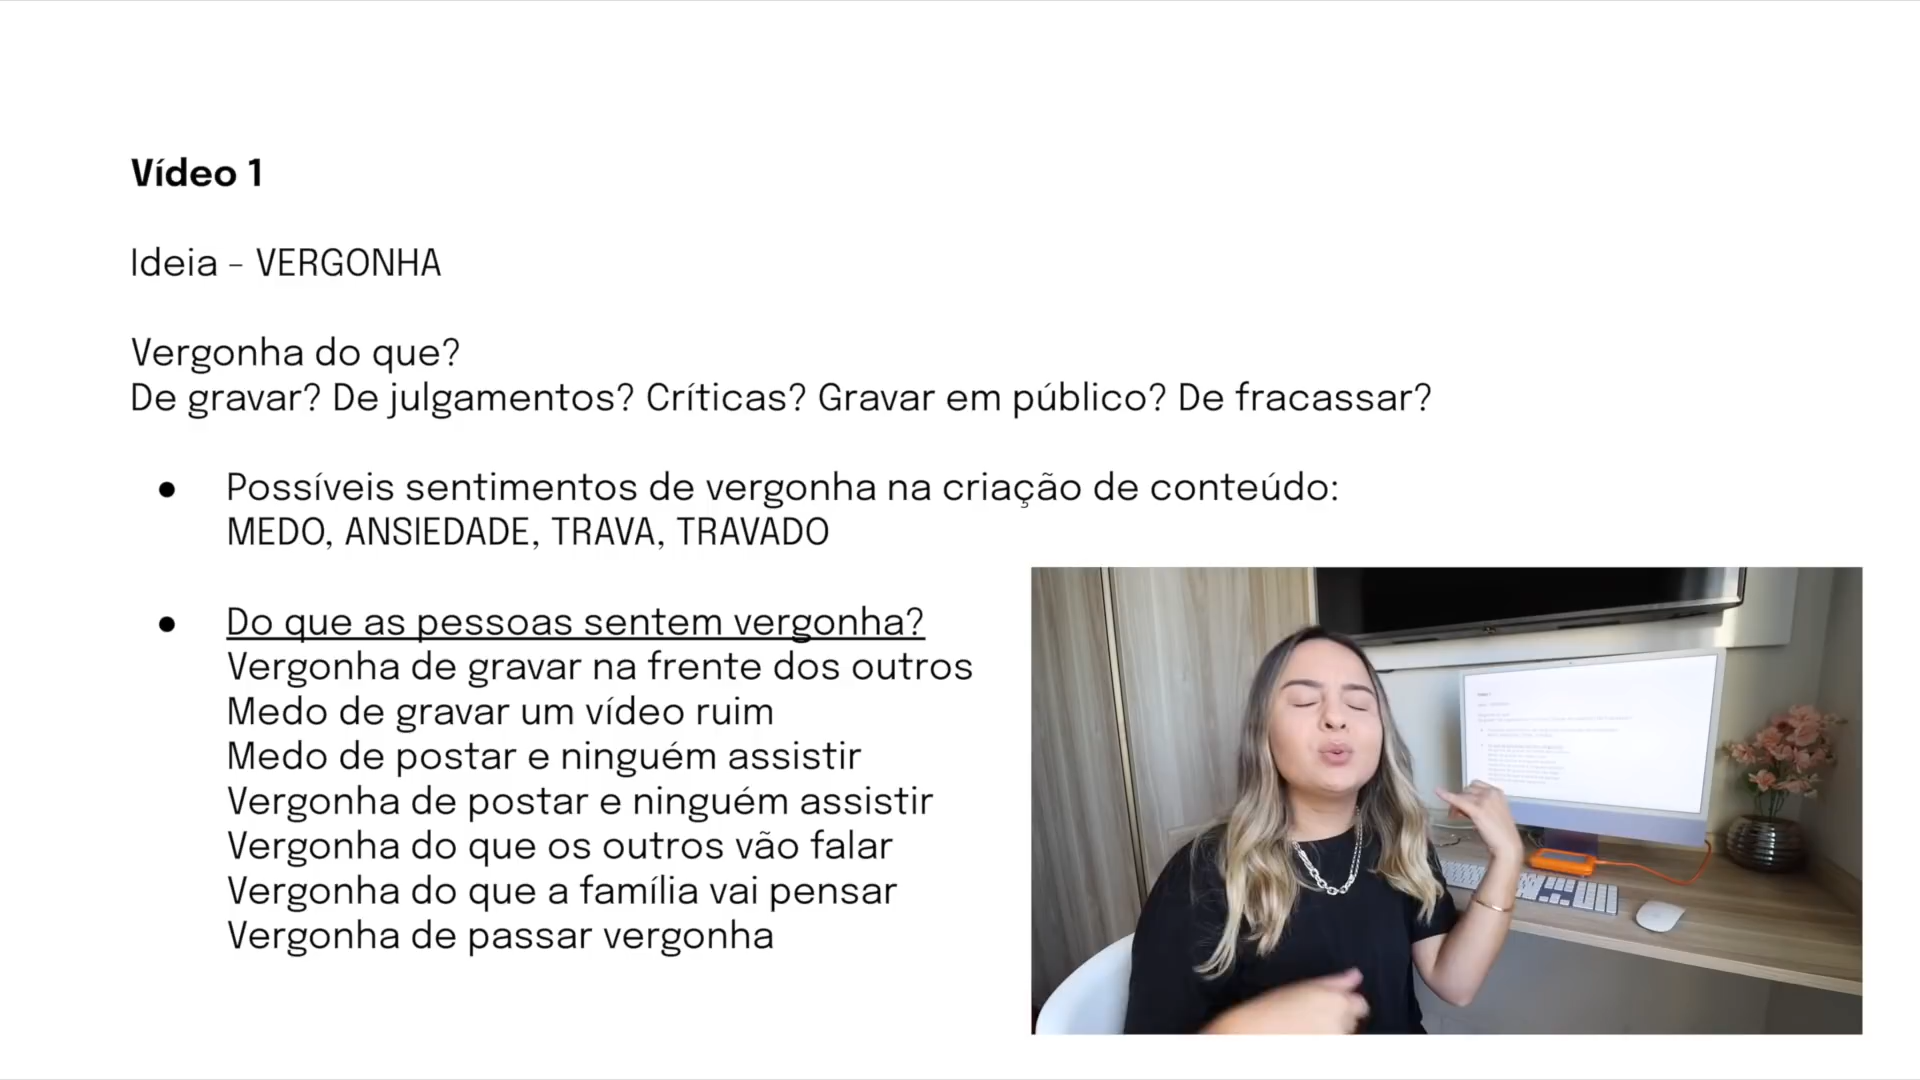 Vídeo 1
Ideia – VERGONHA
Vergonha do que?
De gravar? De julgamentos? Críticas? Gravar em público? De fracassar?
● Possíveis sentimentos de vergonha na criação de conteúdo:
MEDO, ANSIEDADE, TRAVA, TRAVADO
● Do que as pessoas sentem vergonha?
Vergonha de gravar na frente dos outros
Medo de gravar um vídeo ruim
Medo de postar e ninguém assistir
Vergonha de postar e ninguém assistir
Vergonha do que os outros vão falar
Vergonha do que a família vai pensar
Vergonha de passar vergonha